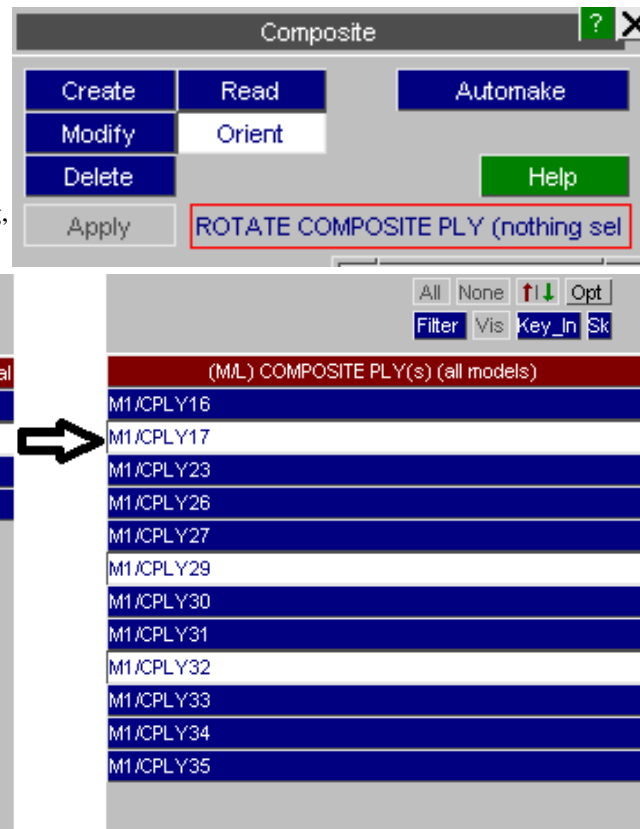 Composite ? X
Create Read Automake
Modify Orient
Delete Help
,
Apply ROTATE COMPOSITE PLY (nothing sel
All None Opt
Filter Vis Key_In Sk
al (M/L) COMPOSITE PLY(s) (all models)
M1/CPLY16
M1/CPLY17
M1/CPLY23
M1/CPLY26
M1/CPLY27
M1/CPLY29
M1/CPLY30
M1/CPLY31
M1/CPLY32
M1/CPLY33
M1/CPLY34
M1/CPLY35